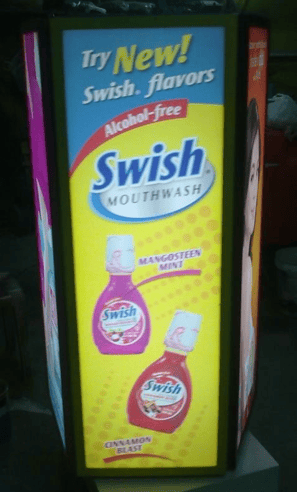 Try New!
Swish. flavors
Alcohol-free
Swish
MOUTHWASH
MANGOSTEEN
MINT
Swish
Swish
CINNAMON
BLAST